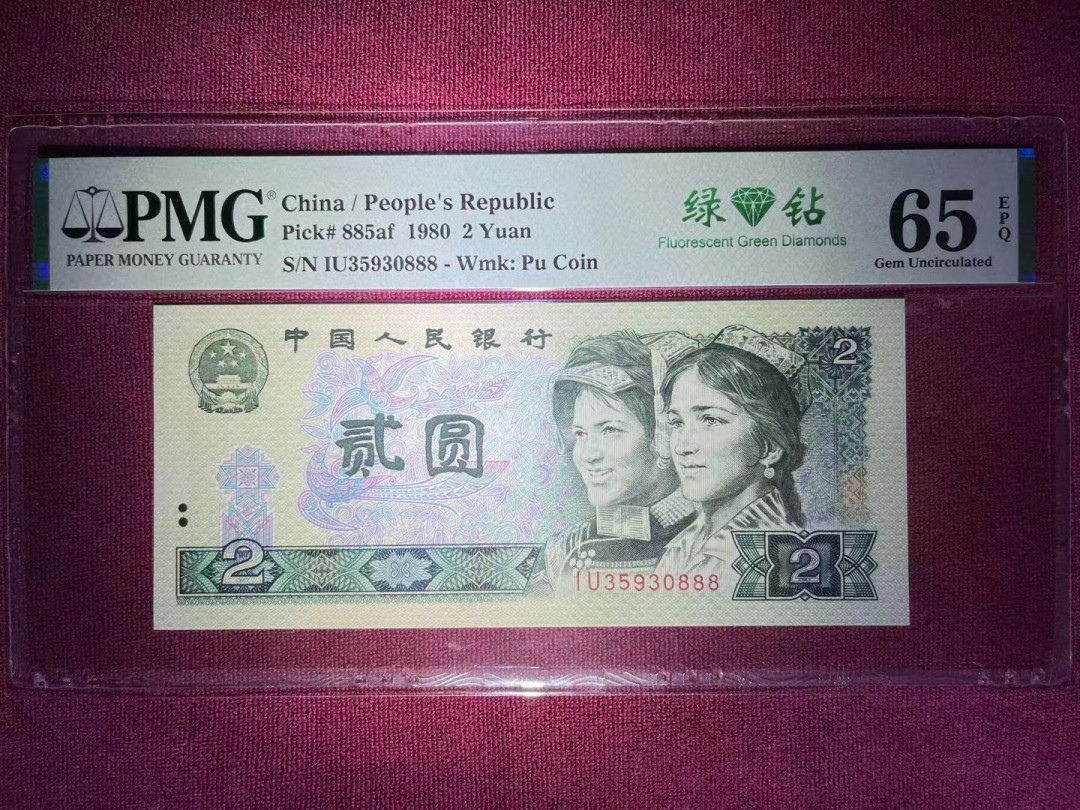 PMG®
PAPER MONEY GUARANTY
China / People's Republic
Pick# 885af 1980 2 Yuan
S/N IU35930888 - Wmk: Pu Coin
绿钻
Fluorescent Green Diamonds
65
EPQ
Gem Uncirculated
中国人民银行
2
贰圆
2
IU35930888
2